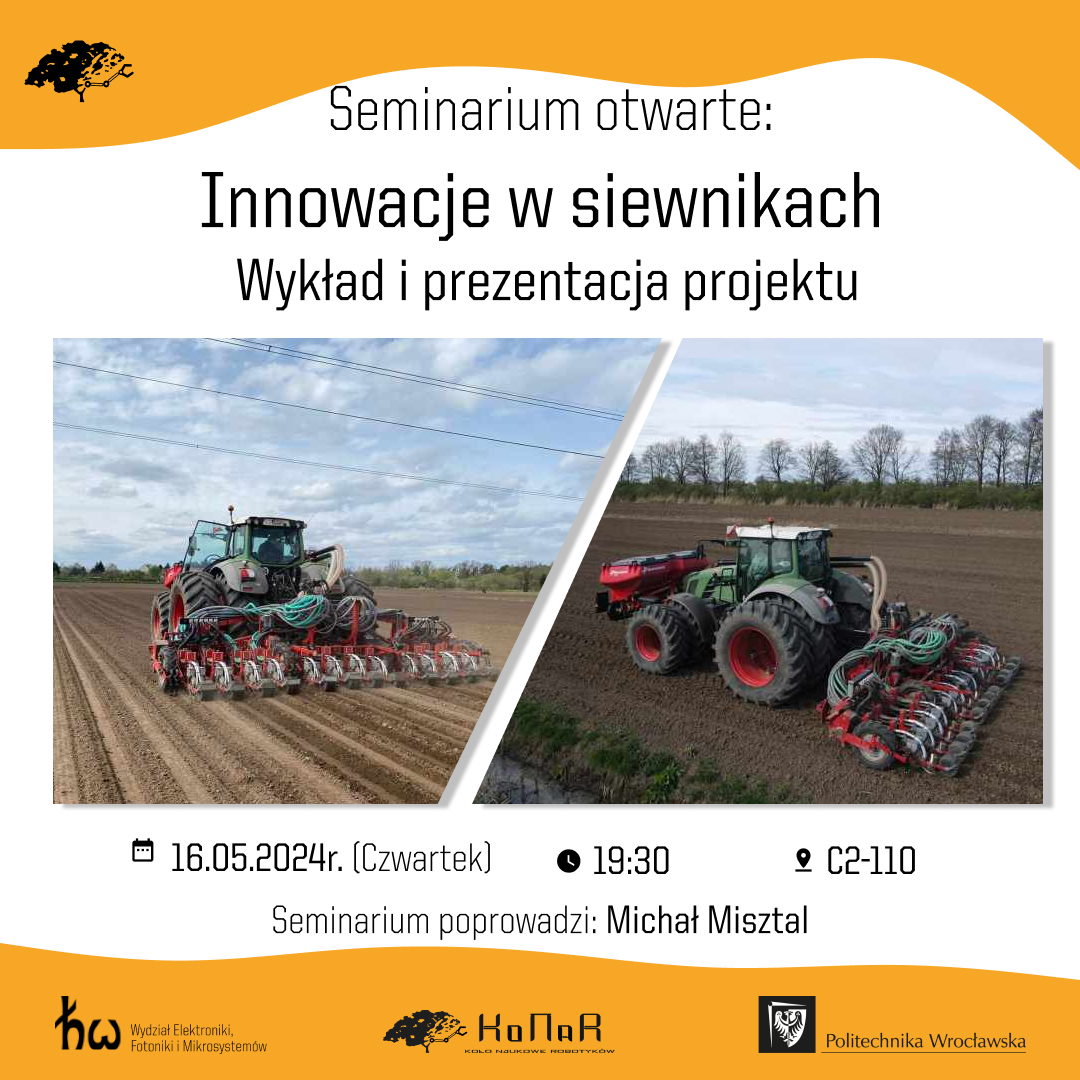 Seminarium otwarte:
Innowacje w siewnikach
Wykład i prezentacja projektu
16.05.2024r. (Czwartek)
19:30
C2-110
Seminarium poprowadzi: Michał Misztal
ħω
Wydział Elektroniki,
Fotoniki i Mikrosystemów
KoNaR
KOŁO NAUKOWE ROBOTYKÓW
Politechnika Wrocławska